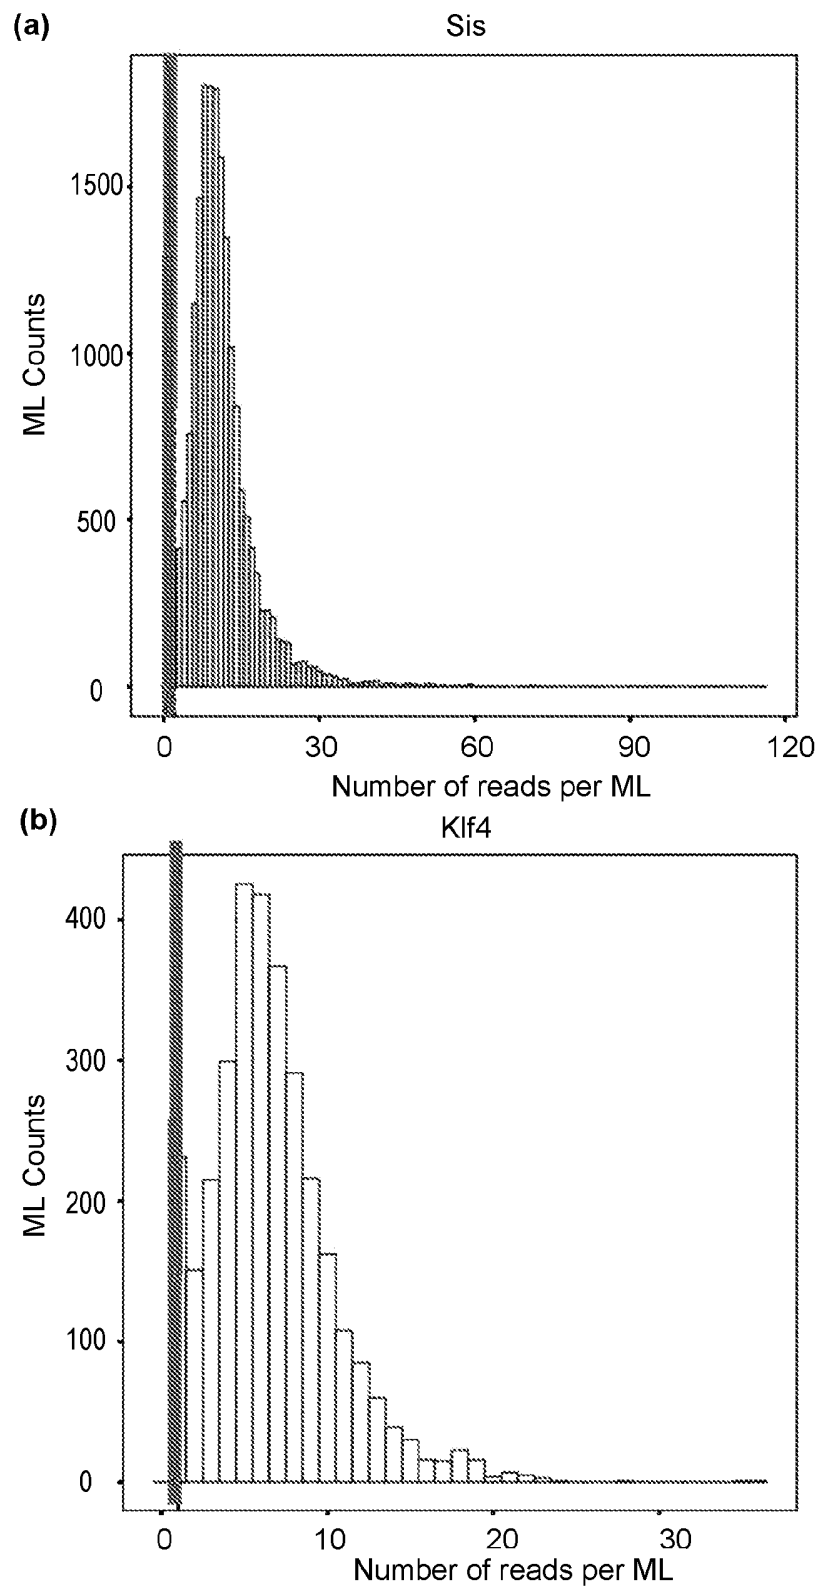 (a)
Sis
1500
1000
500
0
ML Counts
0 30 60 90 120
Number of reads per ML
(b)
Klf4
400
300
200
100
0
ML Counts
0 10 20 30
Number of reads per ML